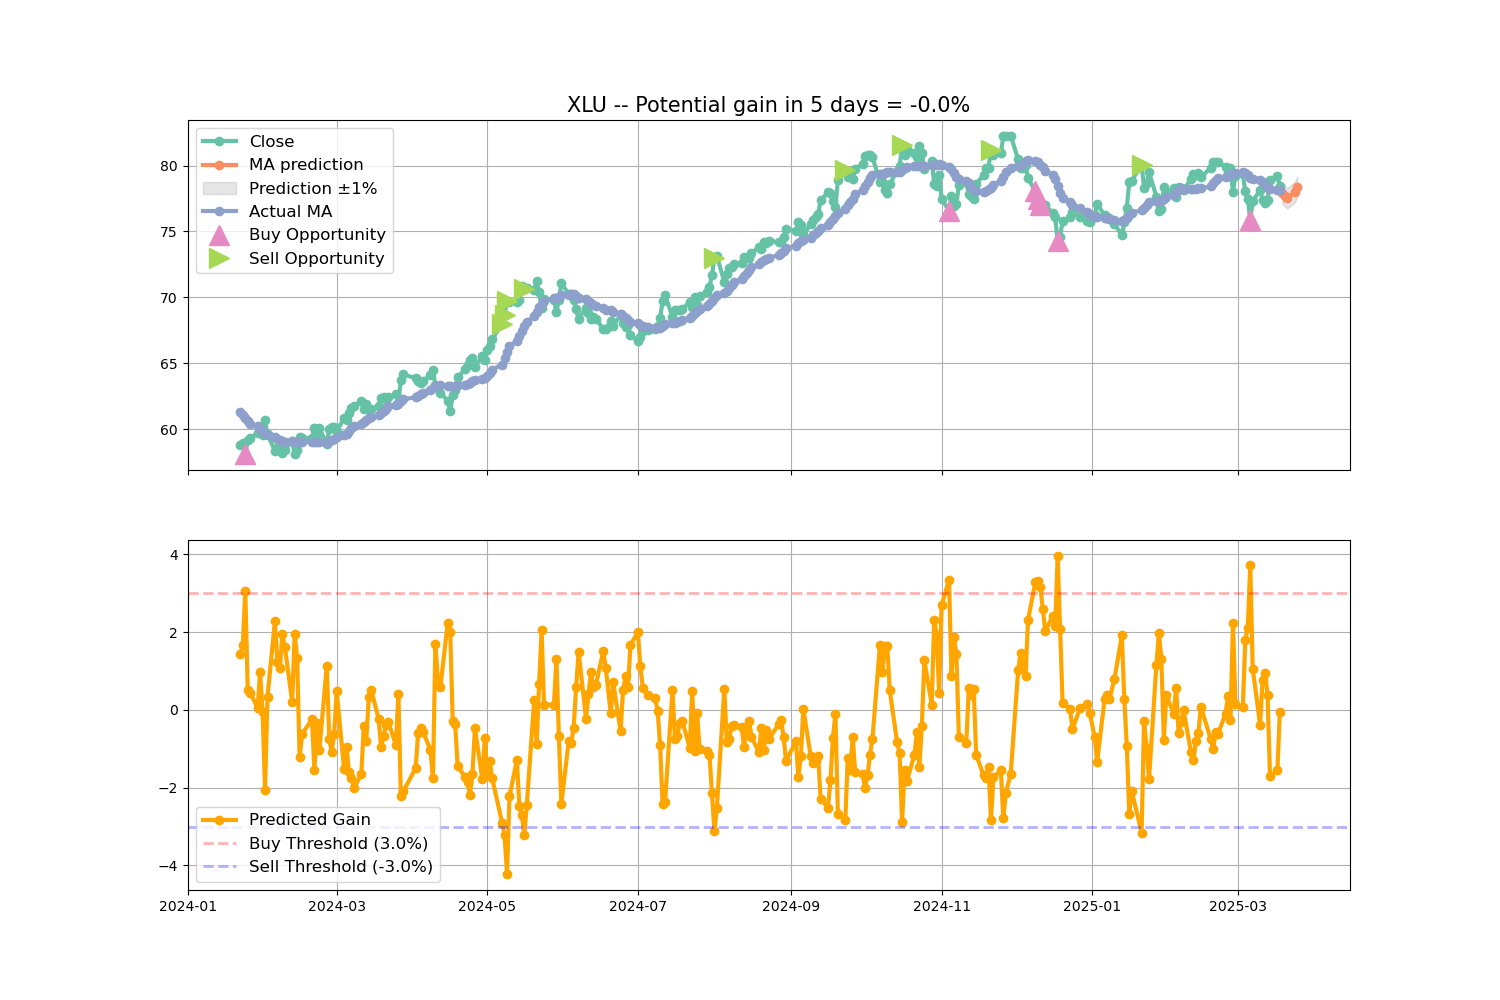 XLU -- Potential gain in 5 days = -0.0%
Close
MA prediction
Prediction ±1%
Actual MA
Buy Opportunity
Sell Opportunity
80
75
70
65
60
4
2
0
−2
−4
Predicted Gain
Buy Threshold (3.0%)
Sell Threshold (-3.0%)
2024-01
2024-03
2024-05
2024-07
2024-09
2024-11
2025-01
2025-03